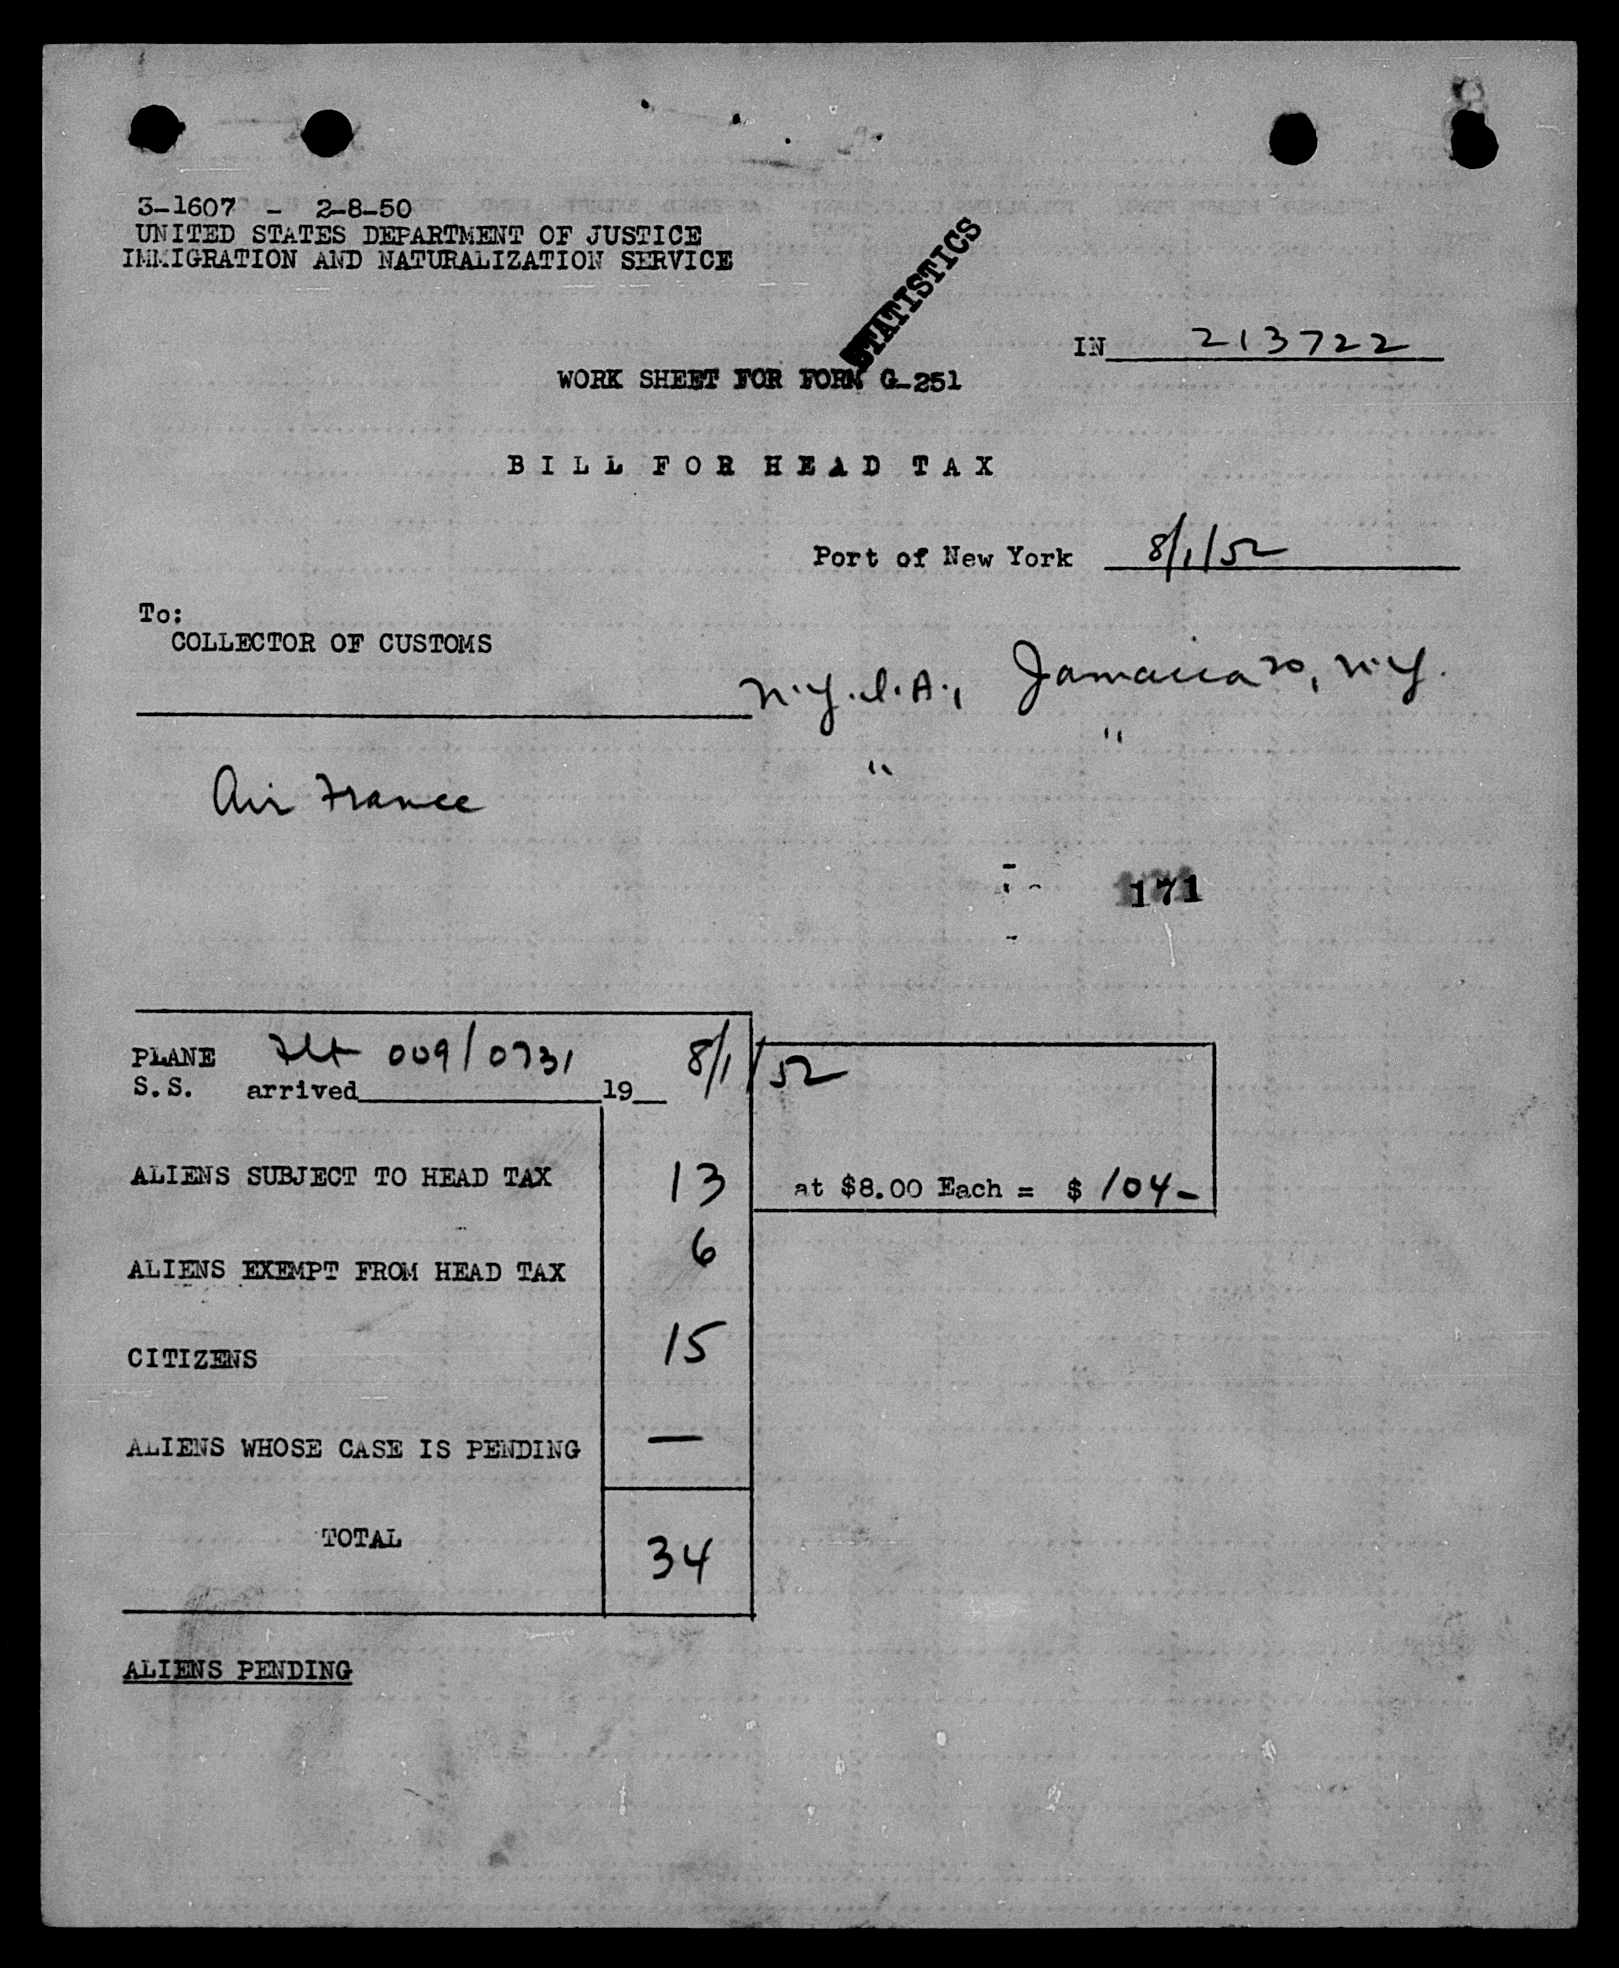 3-1607 - 2-8-50
UNITED STATES DEPARTMENT OF JUSTICE
IMMIGRATION AND NATURALIZATION SERVICE
STATISTICS
IN 213722
WORK SHEET FOR FORM G-251
BILL FOR HEAD TAX
Port of New York 8/1/52
To:
COLLECTOR OF CUSTOMS
N.Y.I.A., Jamaica 20, N.Y.
" "
Air France
171
PLANE Flt 009/0731 8/1/52
S.S. arrived 19
ALIENS SUBJECT TO HEAD TAX 13 at $8.00 Each = $ 104-
ALIENS EXEMPT FROM HEAD TAX 6
CITIZENS 15
ALIENS WHOSE CASE IS PENDING —
TOTAL 34
ALIENS PENDING